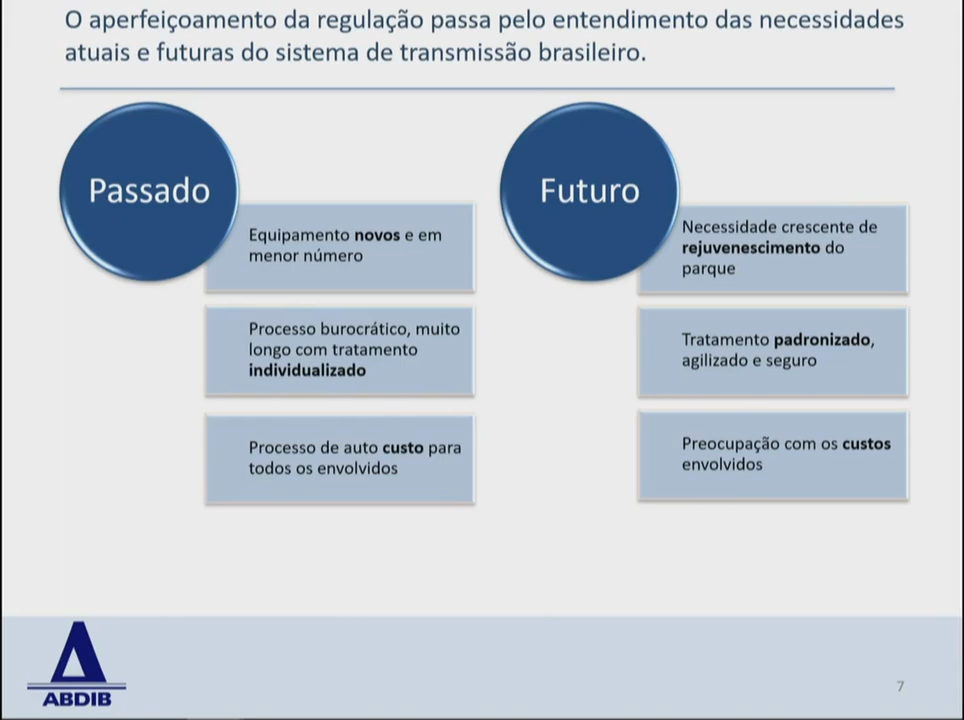 O aperfeiçoamento da regulação passa pelo entendimento das necessidades
atuais e futuras do sistema de transmissão brasileiro.
Passado
Equipamento novos e em
menor número
Processo burocrático, muito
longo com tratamento
individualizado
Processo de auto custo para
todos os envolvidos
Futuro
Necessidade crescente de
rejuvenescimento do
parque
Tratamento padronizado,
agilizado e seguro
Preocupação com os custos
envolvidos
ABDIB
7